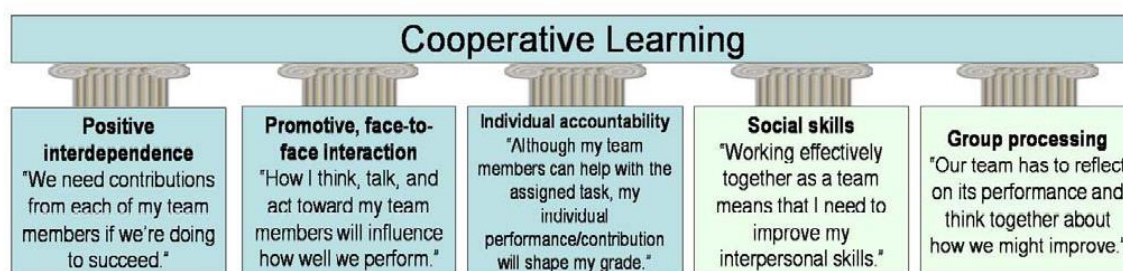 Cooperative Learning
Positive
interdependence
"We need contributions
from each of my team
members if we're doing
to succeed."
Promotive, face-to-
face interaction
"How I think, talk, and
act toward my team
members will influence
how well we perform."
Individual accountability
"Although my team
members can help with the
assigned task, my
individual
performance/contribution
will shape my grade."
Social skills
"Working effectively
together as a team
means that I need to
improve my
interpersonal skills."
Group processing
"Our team has to reflect
on its performance and
think together about
how we might improve."